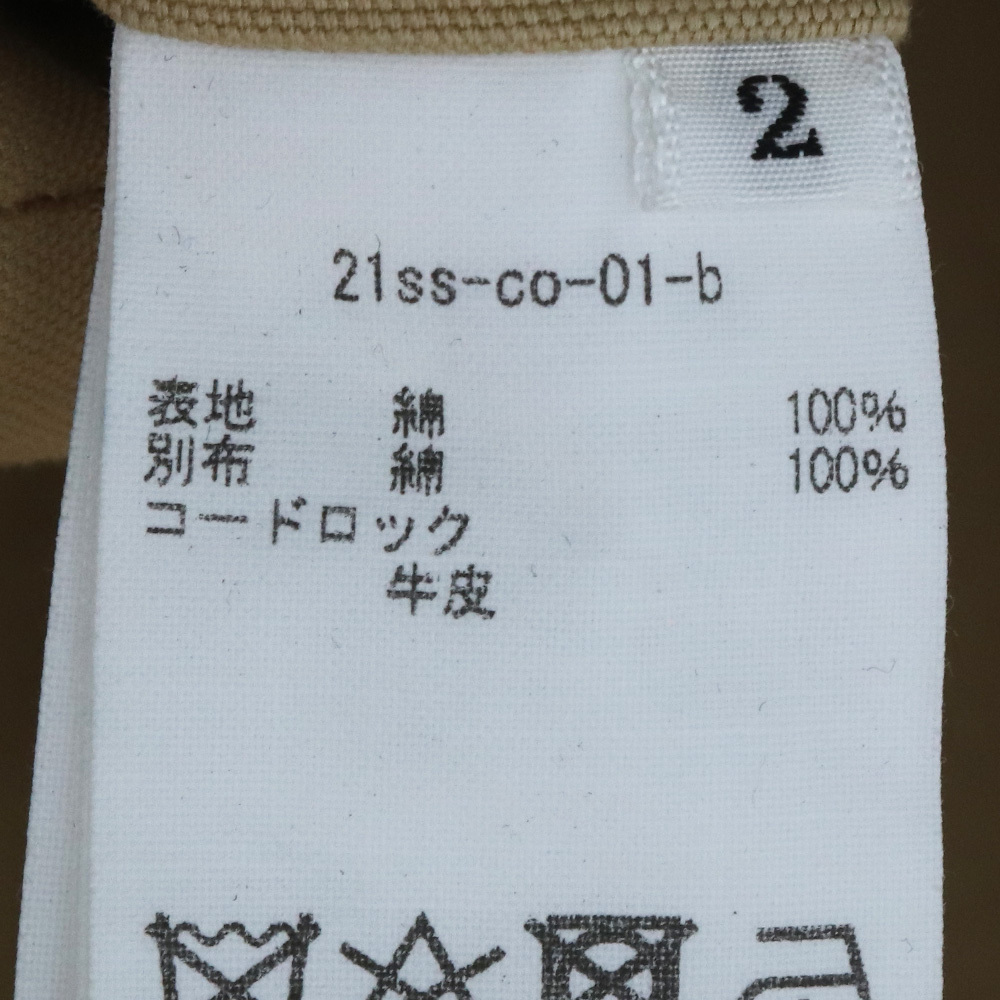 2
21ss-co-01-b
表地 綿 100%
別布 綿 100%
コードロック
牛皮